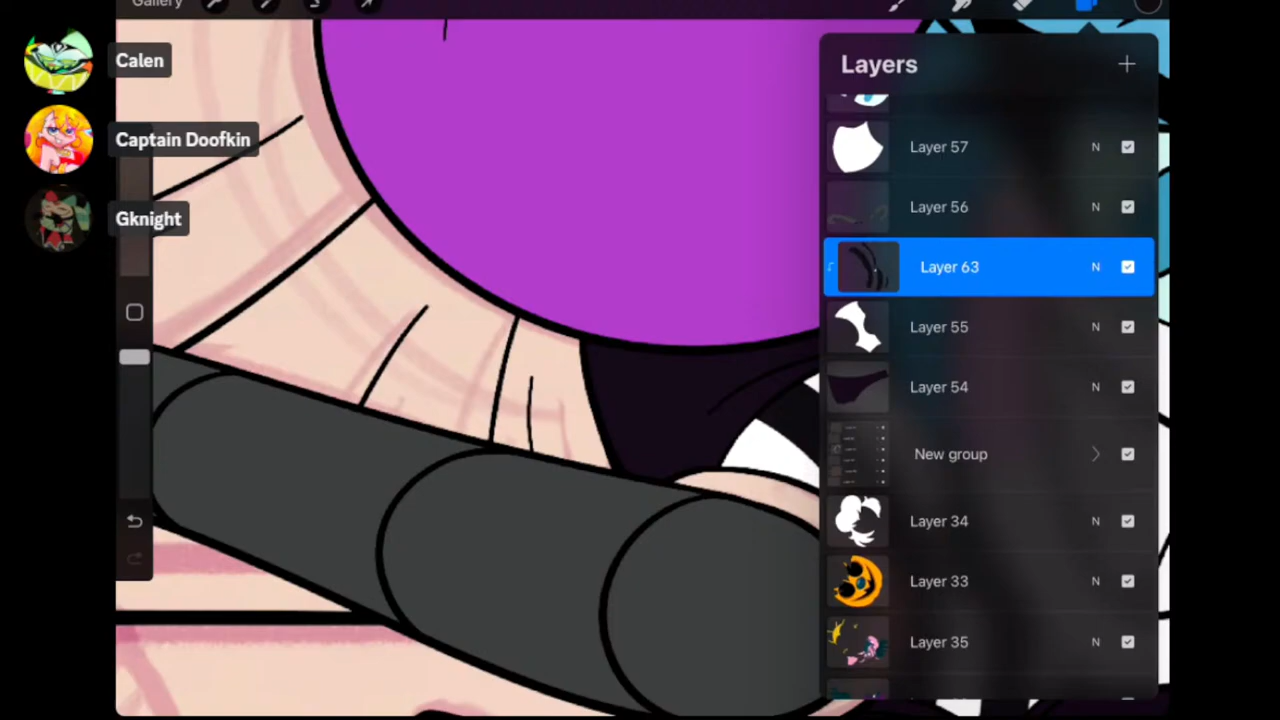 Gallery
Calen
Captain Doofkin
Gknight
Layers
Layer 57 N
Layer 56 N
Layer 63 N
Layer 55 N
Layer 54 N
New group
Layer 34 N
Layer 33 N
Layer 35 N